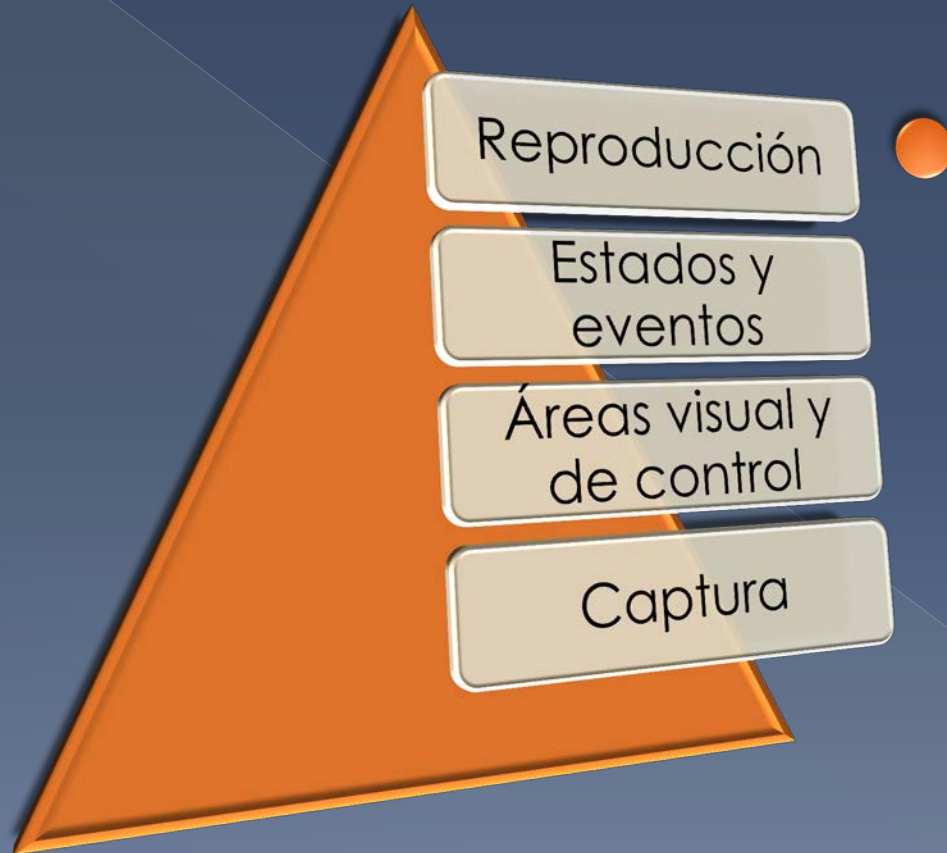 Reproducción
Estados y
eventos
Áreas visual y
de control
Captura